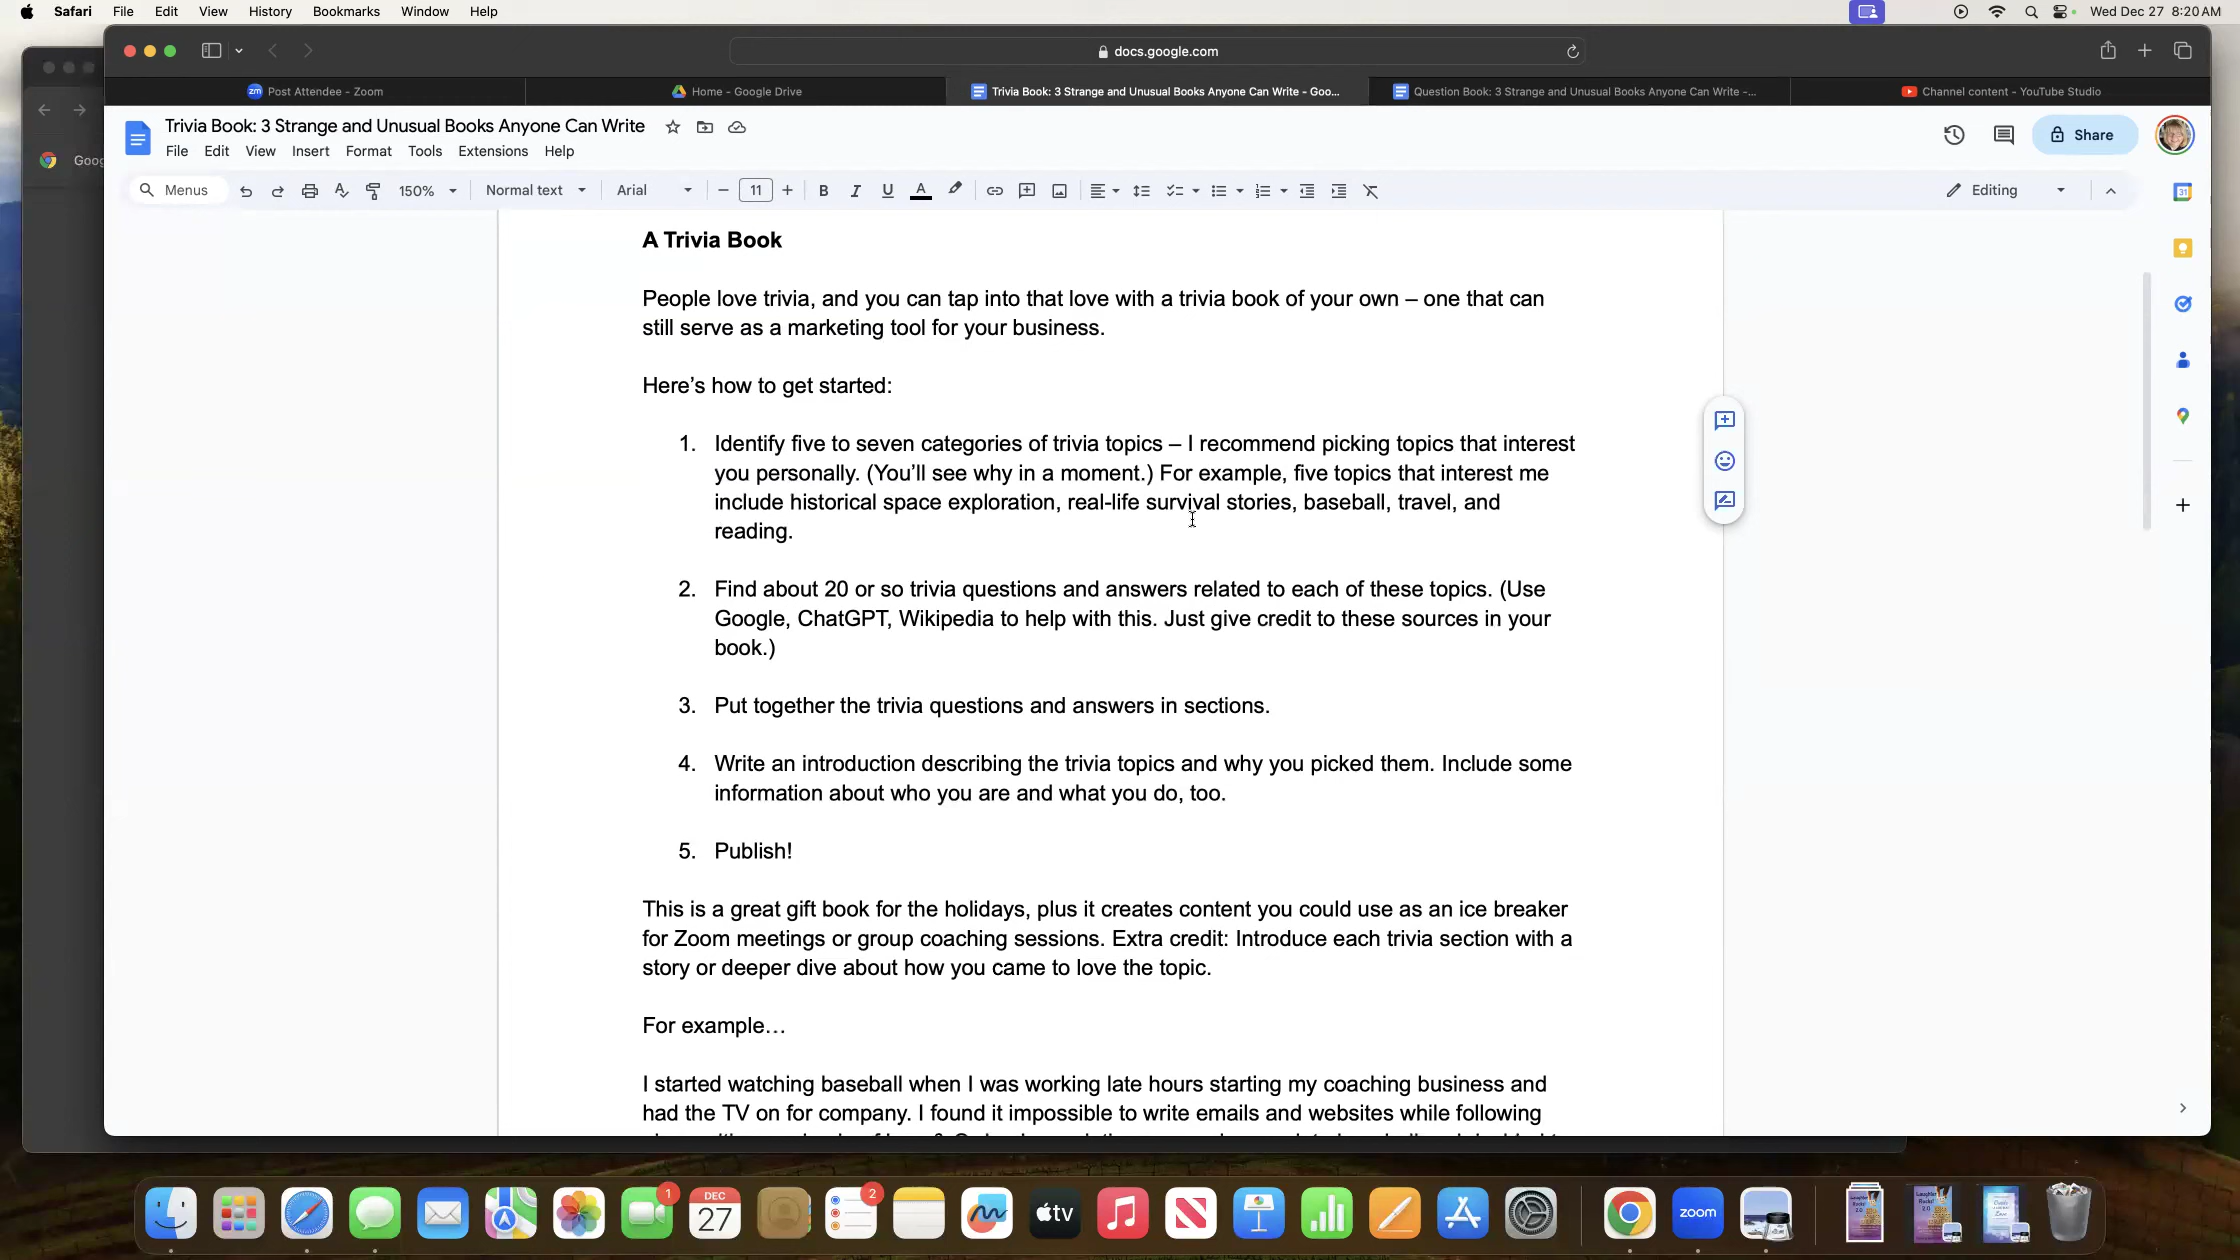 Safari File Edit View History Bookmarks Window Help Wed Dec 27 8:20 AM
docs.google.com
zm Post Attendee - Zoom Home - Google Drive Trivia Book: 3 Strange and Unusual Books Anyone Can Write - Goo... Question Book: 3 Strange and Unusual Books Anyone Can Write -... Channel content - YouTube Studio
Trivia Book: 3 Strange and Unusual Books Anyone Can Write
File Edit View Insert Format Tools Extensions Help
Share
Goog
Menus 150% Normal text Arial 11 B I U A Editing
31
A Trivia Book
People love trivia, and you can tap into that love with a trivia book of your own – one that can
still serve as a marketing tool for your business.
Here’s how to get started:
1. Identify five to seven categories of trivia topics – I recommend picking topics that interest
you personally. (You’ll see why in a moment.) For example, five topics that interest me
include historical space exploration, real-life survival stories, baseball, travel, and
reading.
2. Find about 20 or so trivia questions and answers related to each of these topics. (Use
Google, ChatGPT, Wikipedia to help with this. Just give credit to these sources in your
book.)
3. Put together the trivia questions and answers in sections.
4. Write an introduction describing the trivia topics and why you picked them. Include some
information about who you are and what you do, too.
5. Publish!
This is a great gift book for the holidays, plus it creates content you could use as an ice breaker
for Zoom meetings or group coaching sessions. Extra credit: Introduce each trivia section with a
story or deeper dive about how you came to love the topic.
For example…
I started watching baseball when I was working late hours starting my coaching business and
had the TV on for company. I found it impossible to write emails and websites while following
1 DEC 27 2 tv zoom